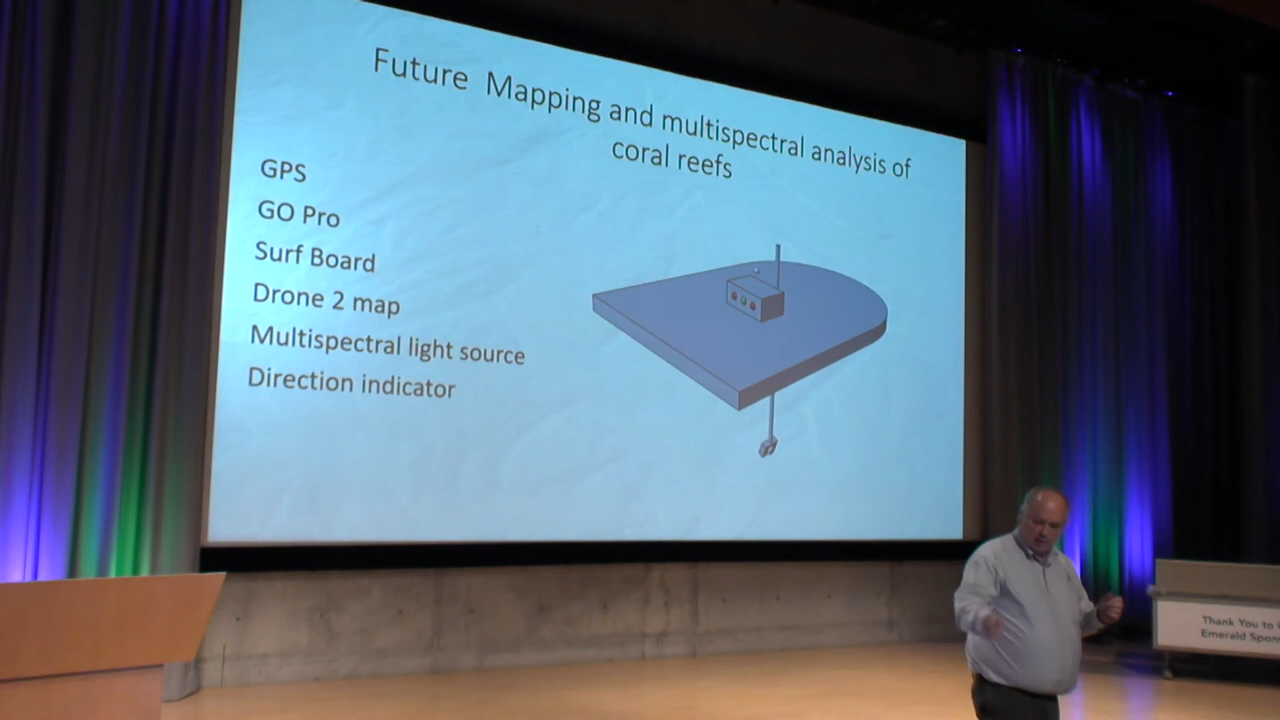 Future Mapping and multispectral analysis of
coral reefs
GPS
GO Pro
Surf Board
Drone 2 map
Multispectral light source
Direction indicator
Thank You to
Emerald